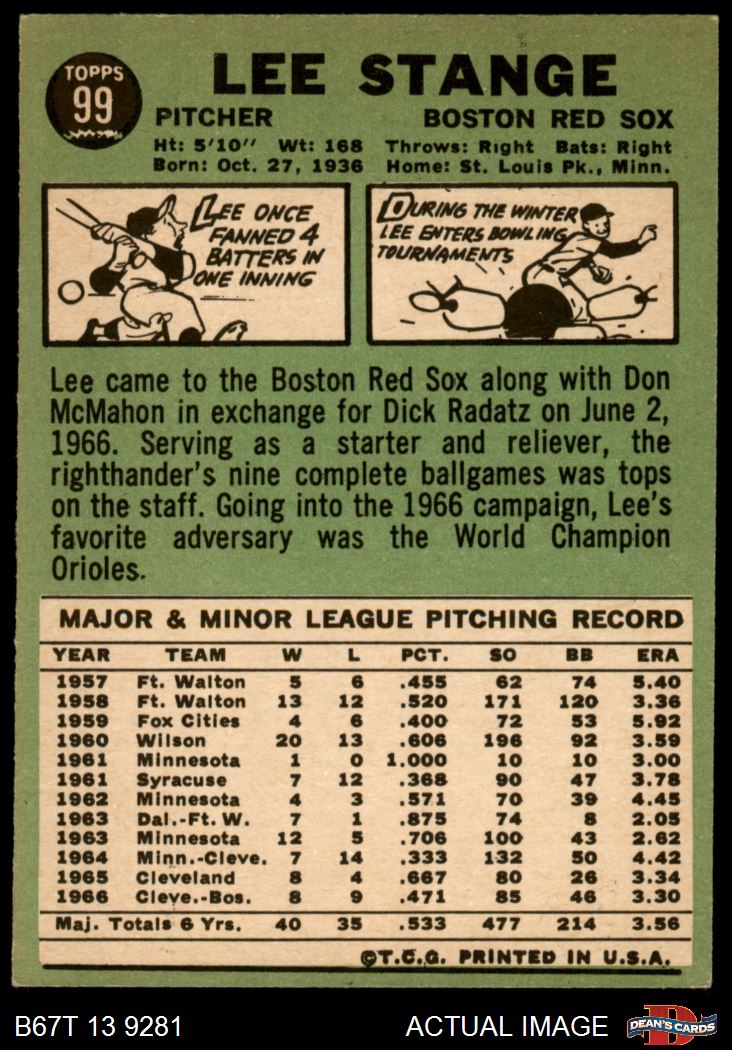 TOPPS
99
LEE STANGE
PITCHER BOSTON RED SOX
Ht: 5'10" Wt: 168 Throws: Right Bats: Right
Born: Oct. 27, 1936 Home: St. Louis Pk., Minn.
LEE ONCE
FANNED 4
BATTERS IN
ONE INNING
DURING THE WINTER
LEE ENTERS BOWLING
TOURNAMENTS
Lee came to the Boston Red Sox along with Don
McMahon in exchange for Dick Radatz on June 2,
1966. Serving as a starter and reliever, the
righthander's nine complete ballgames was tops
on the staff. Going into the 1966 campaign, Lee's
favorite adversary was the World Champion
Orioles.
MAJOR & MINOR LEAGUE PITCHING RECORD
YEAR TEAM W L PCT. SO BB ERA
1957 Ft. Walton 5 6 .455 62 74 5.40
1958 Ft. Walton 13 12 .520 171 120 3.36
1959 Fox Cities 4 6 .400 72 53 5.92
1960 Wilson 20 13 .606 196 92 3.59
1961 Minnesota 1 0 1.000 10 10 3.00
1961 Syracuse 7 12 .368 90 47 3.78
1962 Minnesota 4 3 .571 70 39 4.45
1963 Dal.-Ft. W. 7 1 .875 74 8 2.05
1963 Minnesota 12 5 .706 100 43 2.62
1964 Minn.-Cleve. 7 14 .333 132 50 4.42
1965 Cleveland 8 4 .667 80 26 3.34
1966 Cleve.-Bos. 8 9 .471 85 46 3.30
Maj. Totals 6 Yrs. 40 35 .533 477 214 3.56
©T.C.G. PRINTED IN U.S.A.
B67T 13 9281 ACTUAL IMAGE DEAN'S CARDS